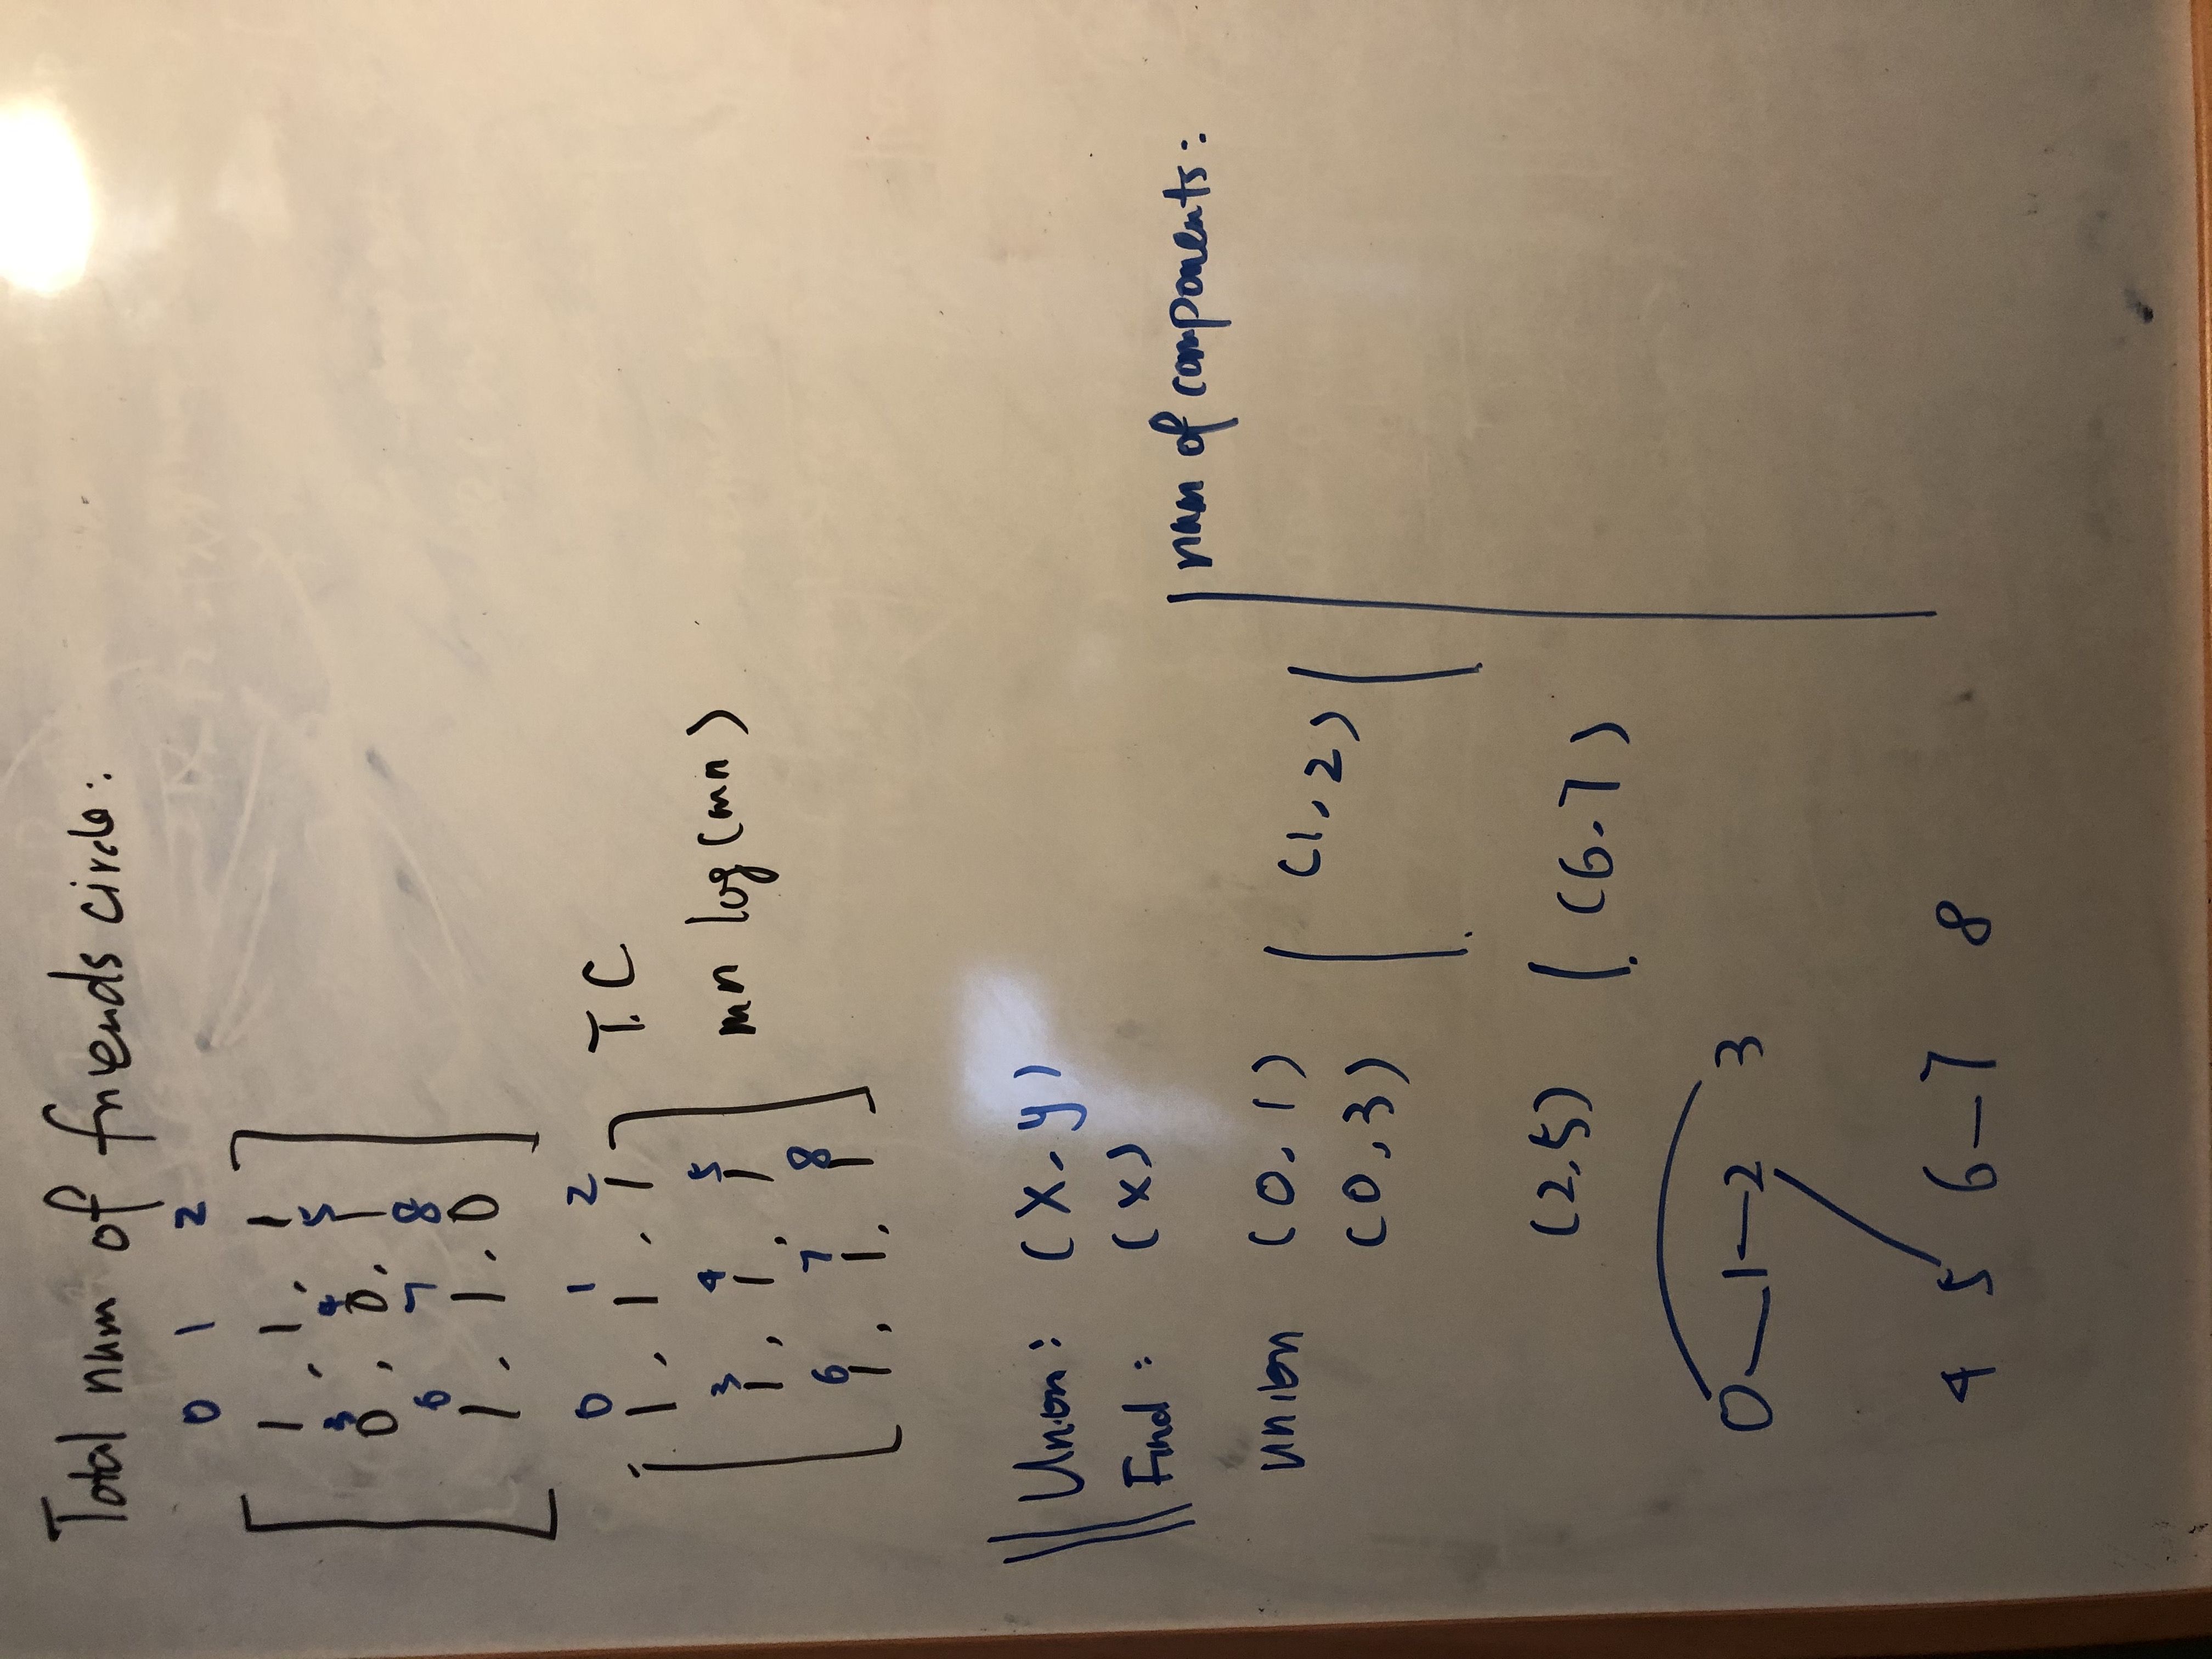 Total num of friends circle:
0 1 2
1, 1, 1
3 4 5
0, 0, 1
6 7 8
1, 1, 0
0 1 2
1, 1, 1
T.C
3 4 5
1, 1, 1
mn log(mn)
6 7 8
1, 1, 1
Union: (x, y)
Find: (x)
num of components:
union (0, 1) | (1, 2) |
(0, 3)
(2,5) | (6,7)
0 1 2 3
4 5 6 7 8